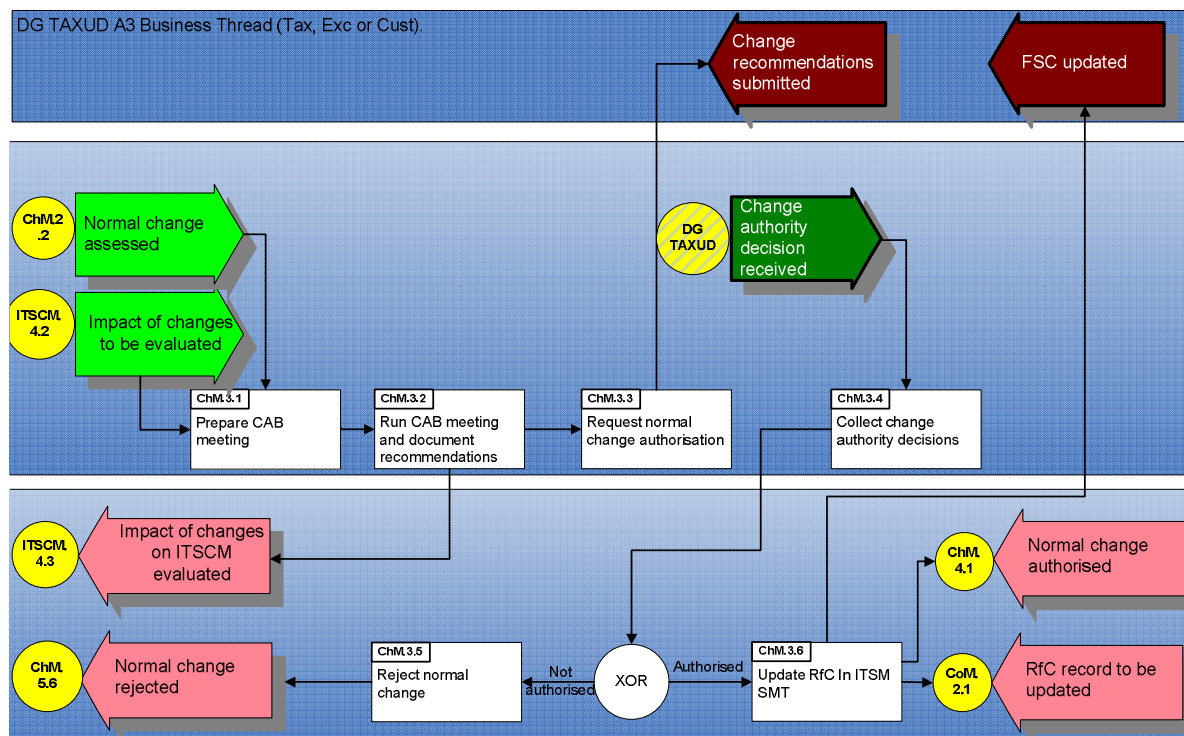 DG TAXUD A3 Business Thread (Tax, Exc or Cust).
Change
recommendations
submitted
FSC updated
ChM.2
.2
Normal change
assessed
DG
TAXUD
Change
authority
decision
received
ITSCM.
4.2
Impact of changes
to be evaluated
ChM.3.1
Prepare CAB
meeting
ChM.3.2
Run CAB meeting
and document
recommendations
ChM.3.3
Request normal
change authorisation
ChM.3.4
Collect change
authority decisions
ITSCM.
4.3
Impact of changes
on ITSCM
evaluated
ChM.
4.1
Normal change
authorised
ChM.
5.6
Normal change
rejected
ChM.3.5
Reject normal
change
Not
authorised
XOR
Authorised
ChM.3.6
Update RfC In ITSM
SMT
CoM.
2.1
RfC record to be
updated